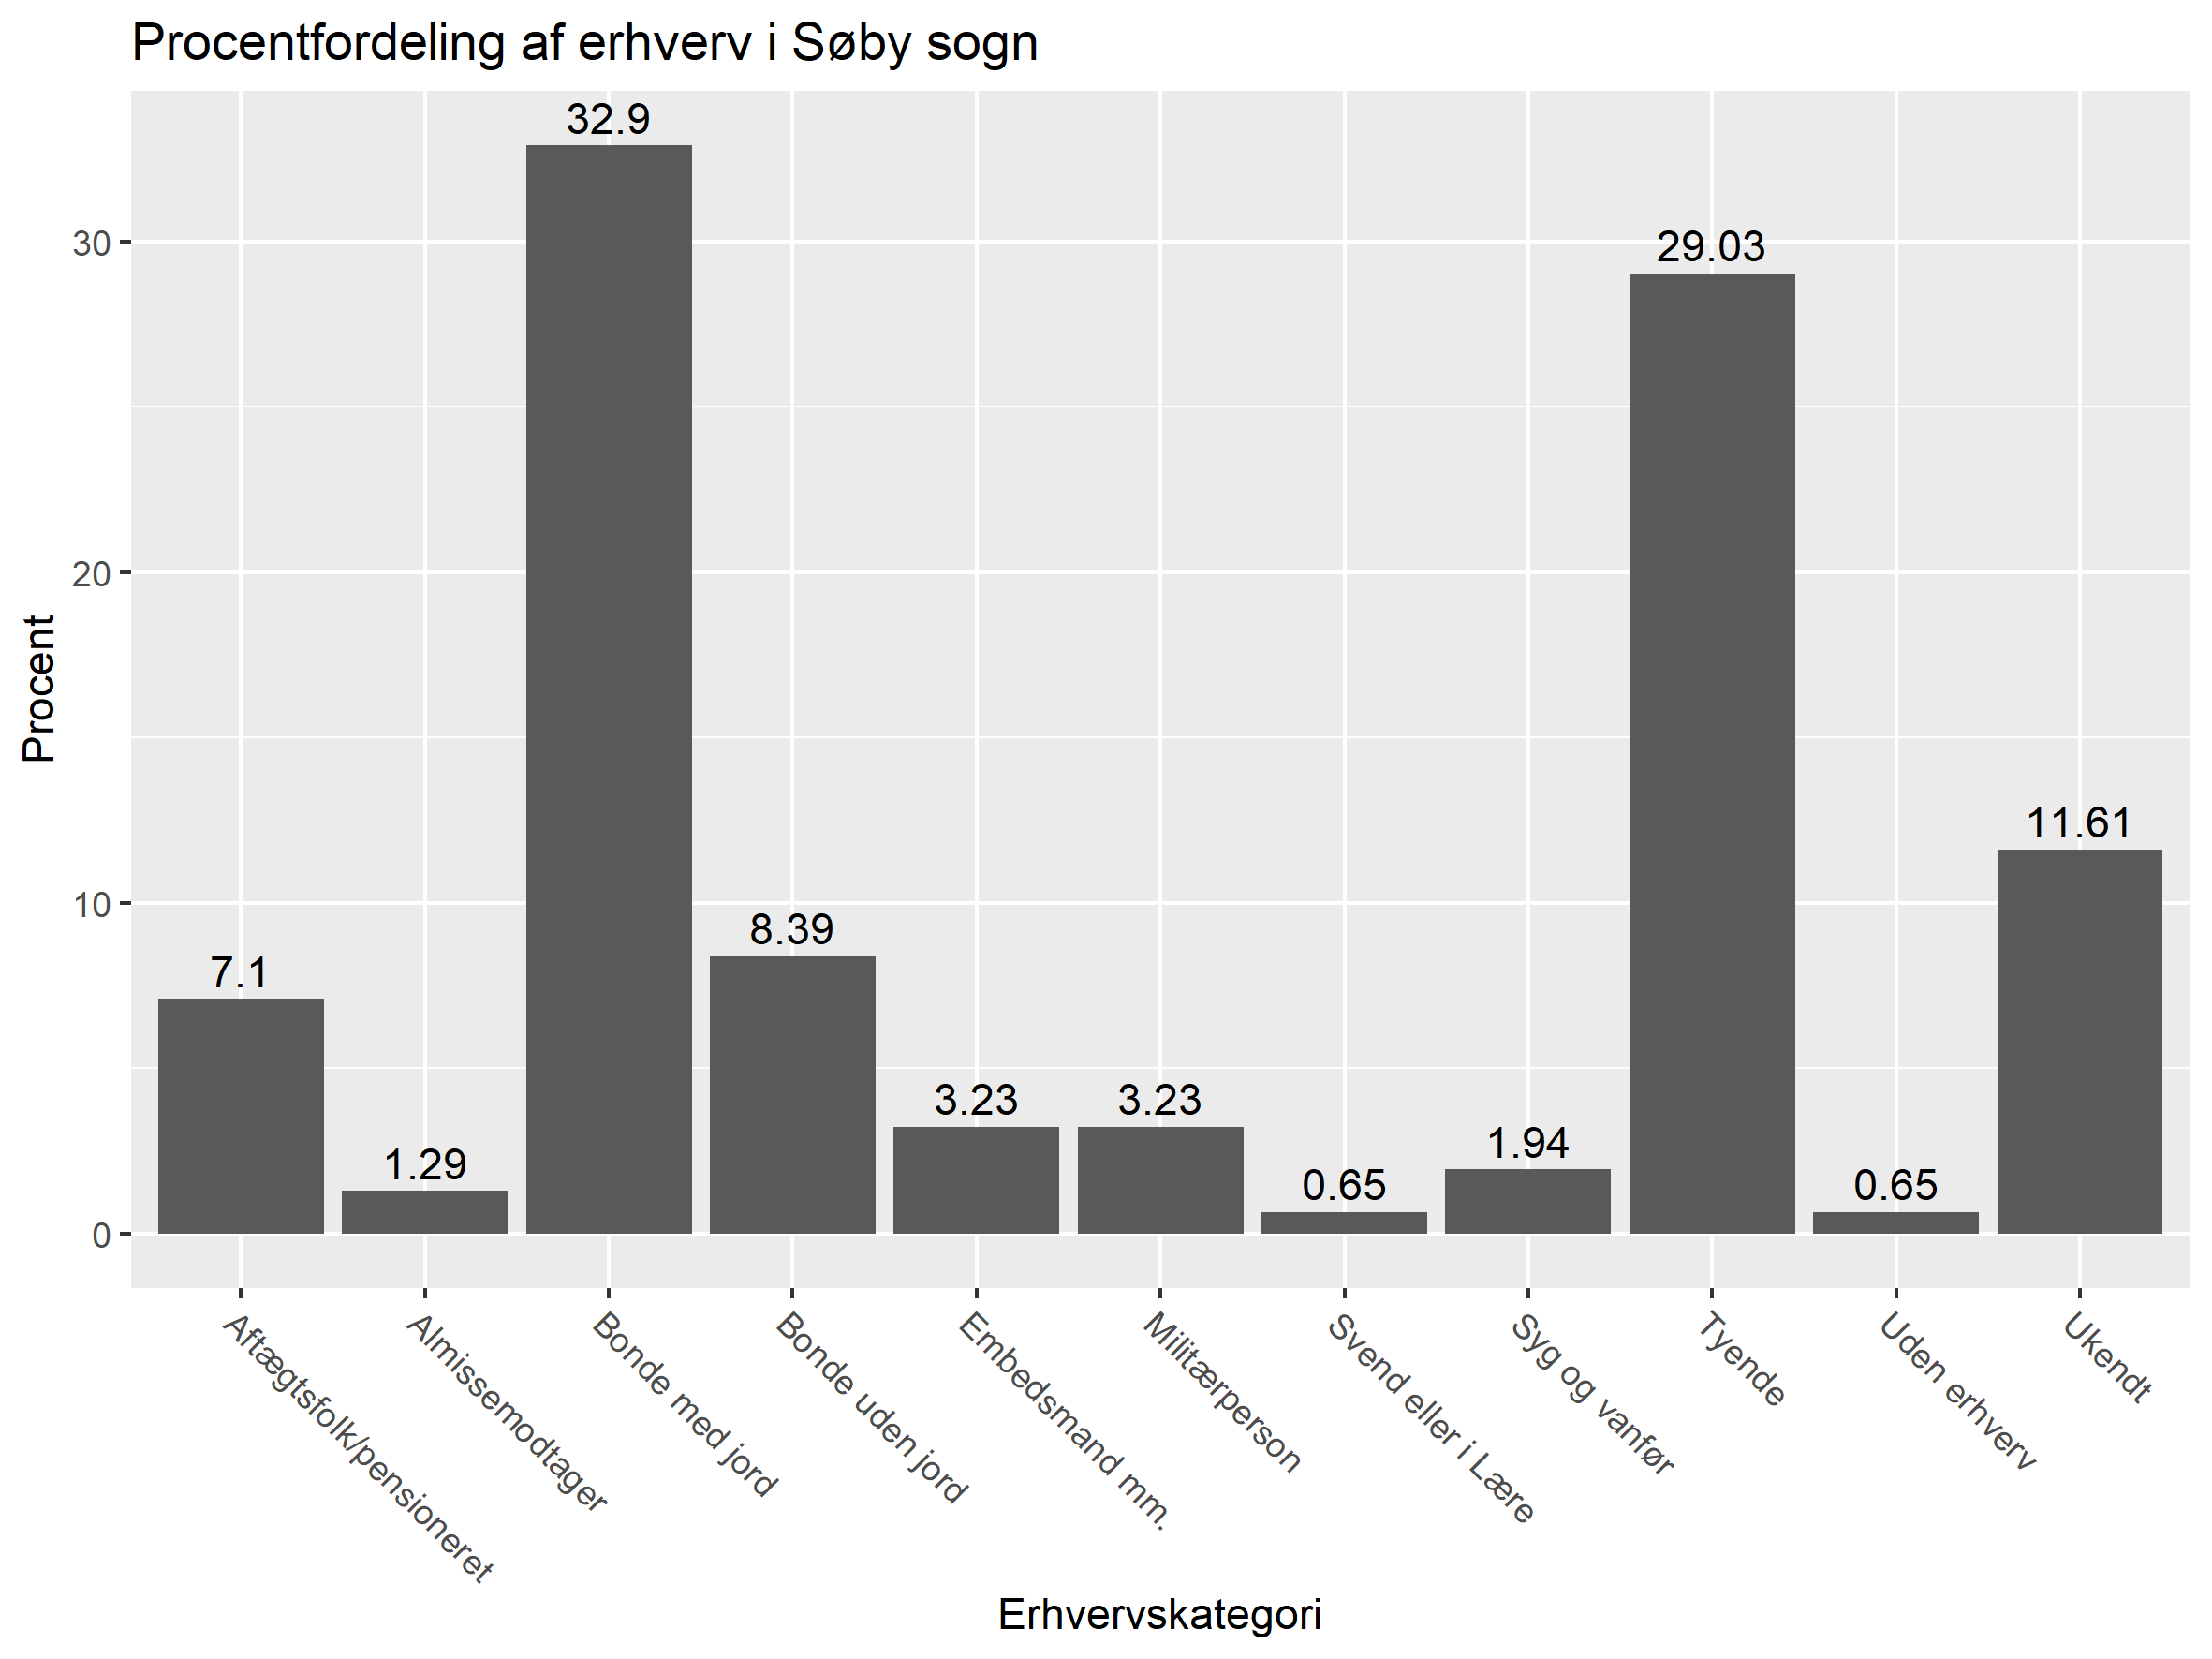 Procentfordeling af erhverv i Søby sogn
32.9
29.03
11.61
8.39
7.1
3.23
3.23
1.94
1.29
0.65
0.65
30
20
10
0
Procent
Aftægtsfolk/pensioneret
Almissemodtager
Bonde med jord
Bonde uden jord
Embedsmand mm.
Militærperson
Svend eller i Lære
Syg og vanfør
Tyende
Uden erhverv
Ukendt
Erhvervskategori